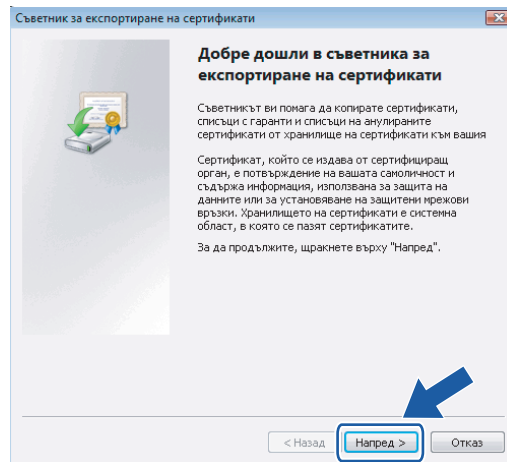 Съветник за експортиране на сертификати
Добре дошли в съветника за
експортиране на сертификати
Съветникът ви помага да копирате сертификати,
списъци с гаранти и списъци на анулираните
сертификати от хранилище на сертификати към вашия
Сертификат, който се издава от сертифициращ
орган, е потвърждение на вашата самоличност и
съдържа информация, използвана за защита на
данните или за установяване на защитени мрежови
връзки. Хранилището на сертификати е системна
област, в която се пазят сертификатите.
За да продължите, щракнете върху "Напред".
< Назад
Напред >
Отказ